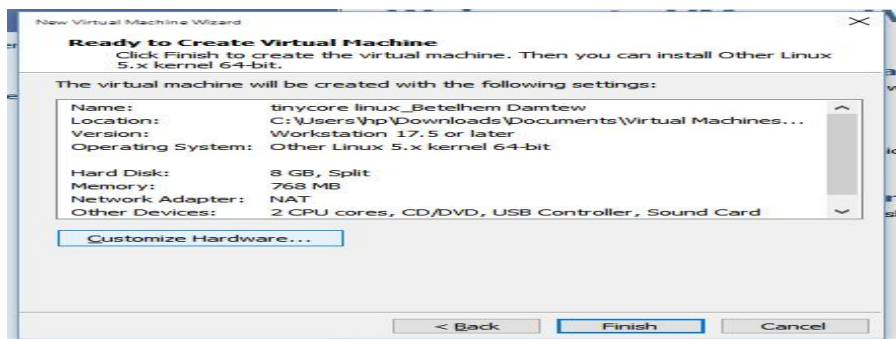 New Virtual Machine Wizard
Ready to Create Virtual Machine
Click Finish to create the virtual machine. Then you can install Other Linux
5.x kernel 64-bit.
The virtual machine will be created with the following settings:
Name: tinycore linux_Betelhem Damtew
Location: C:\Users\hp\Downloads\Documents\Virtual Machines...
Version: Workstation 17.5 or later
Operating System: Other Linux 5.x kernel 64-bit
Hard Disk: 8 GB, Split
Memory: 768 MB
Network Adapter: NAT
Other Devices: 2 CPU cores, CD/DVD, USB Controller, Sound Card
Customize Hardware...
< Back Finish Cancel